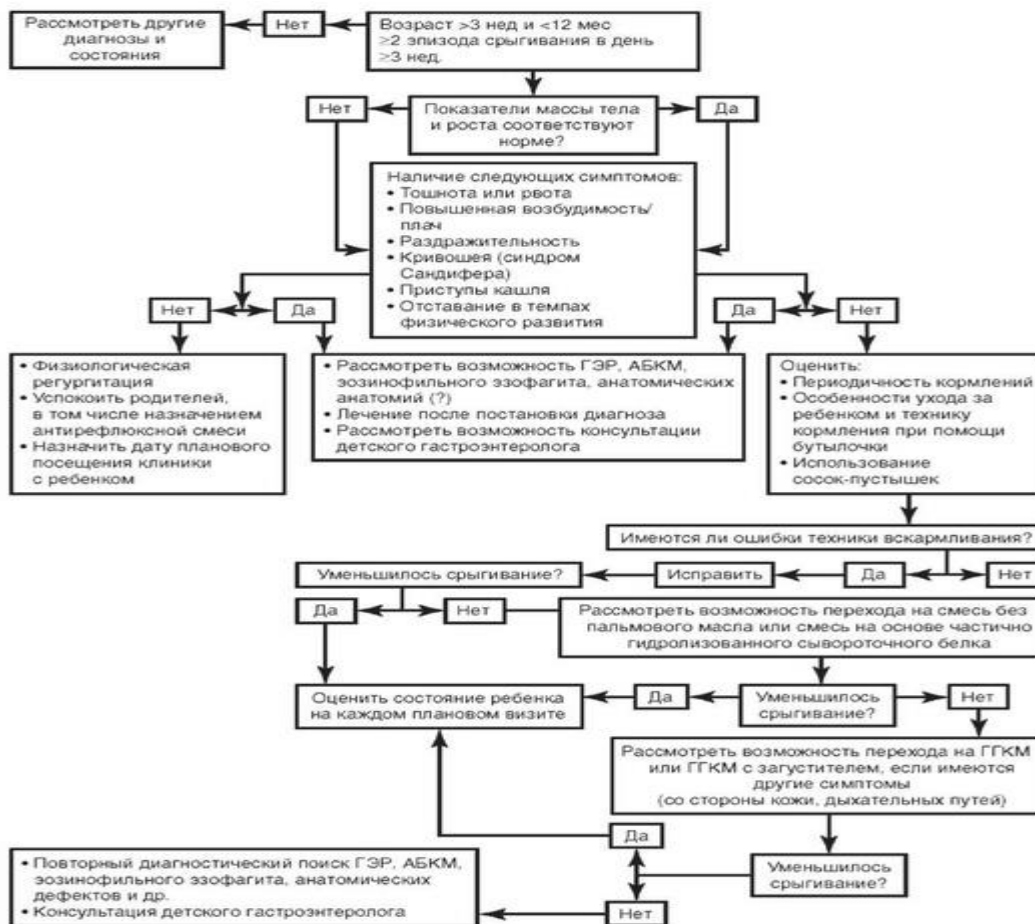 Рассмотреть другие
диагнозы и
состояния
Нет
Возраст >3 нед и <12 мес
≥2 эпизода срыгивания в день
≥3 нед.
Нет
Показатели массы тела
и роста соответствуют
норме?
Да
Наличие следующих симптомов:
• Тошнота или рвота
• Повышенная возбудимость/
плач
• Раздражительность
• Кривошея (синдром
Сандифера)
• Приступы кашля
• Отставание в темпах
физического развития
Нет
Да
Да
Нет
• Физиологическая
регургитация
• Успокоить родителей,
в том числе назначением
антирефлюксной смеси
• Назначить дату планового
посещения клиники
с ребенком
• Рассмотреть возможность ГЭР, АБКМ,
эозинофильного эзофагита, анатомических
анатомий (?)
• Лечение после постановки диагноза
• Рассмотреть возможность консультации
детского гастроэнтеролога
Оценить:
• Периодичность кормлений
• Особенности ухода за
ребенком и технику
кормления при помощи
бутылочки
• Использование
сосок-пустышек
Имеются ли ошибки техники вскармливания?
Уменьшилось срыгивание?
Исправить
Да
Нет
Да
Нет
Рассмотреть возможность перехода на смесь без
пальмового масла или смесь на основе частично
гидролизованного сывороточного белка
Оценить состояние ребенка
на каждом плановом визите
Да
Уменьшилось
срыгивание?
Нет
Рассмотреть возможность перехода на ГГКМ
или ГГКМ с загустителем, если имеются
другие симптомы
(со стороны кожи, дыхательных путей)
Да
Уменьшилось
срыгивание?
Нет
• Повторный диагностический поиск ГЭР, АБКМ,
эозинофильного эзофагита, анатомических
дефектов и др.
• Консультация детского гастроэнтеролога